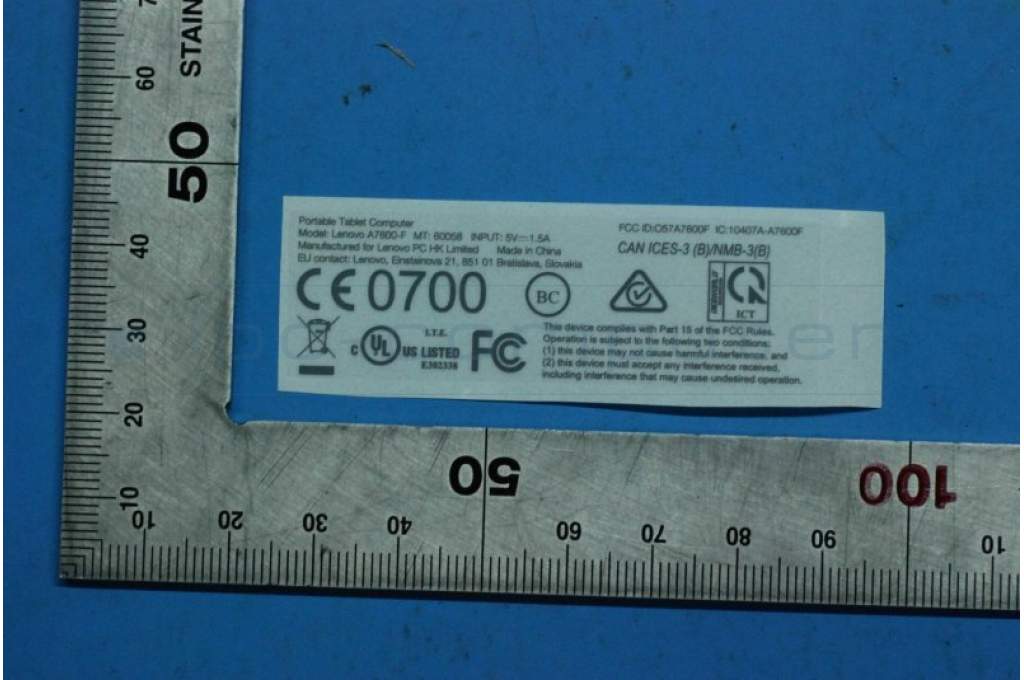 STAIN
60
50
40
30
20
10
Portable Tablet Computer
Model: Lenovo A7600-F MT: 60058 INPUT: 5V⎓1.5A
Manufactured for Lenovo PC HK Limited Made in China
EU contact: Lenovo, Einsteinova 21, 851 01 Bratislava, Slovakia
FCC ID:O57A7600F IC:10407A-A7600F
CAN ICES-3 (B)/NMB-3(B)
CE 0700
BC
ICT
I.T.E.
C UL US LISTED
E302338
FC
This device complies with Part 15 of the FCC Rules.
Operation is subject to the following two conditions:
(1) this device may not cause harmful interference, and
(2) this device must accept any interference received,
including interference that may cause undesired operation.
50 100
10 20 30 40 60 70 80 90 10